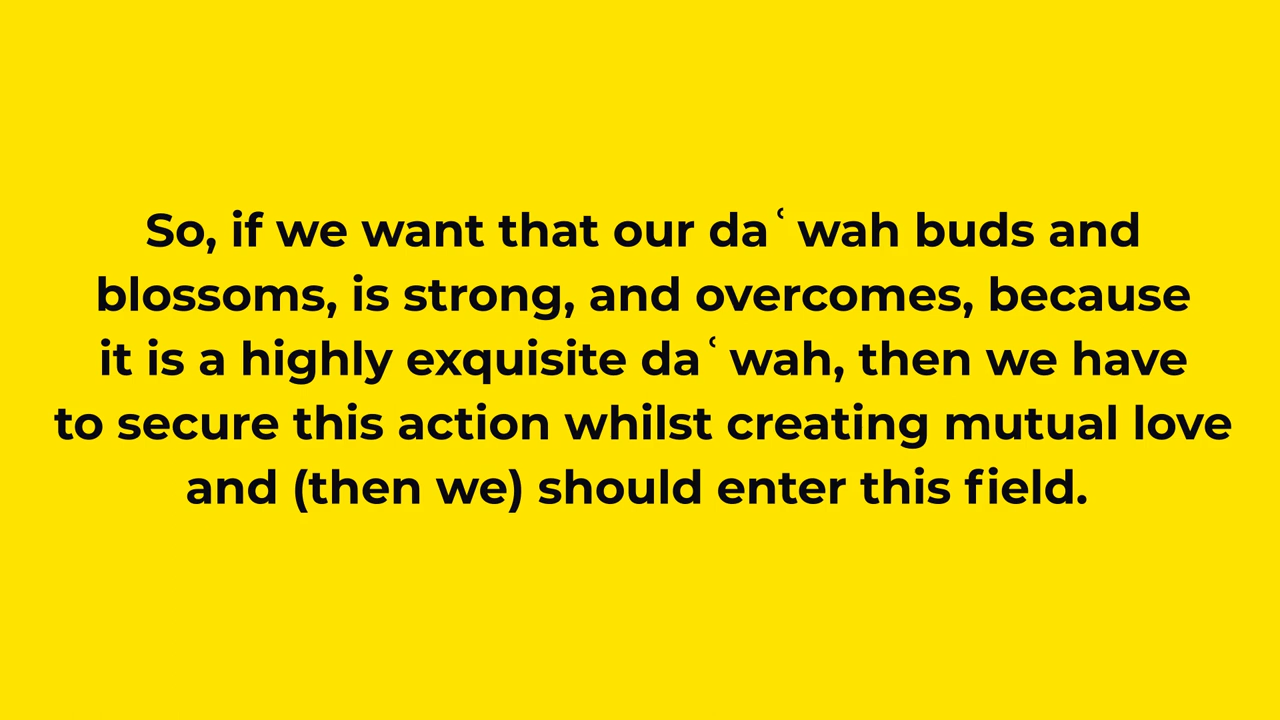 So, if we want that our daʿwah buds and
blossoms, is strong, and overcomes, because
it is a highly exquisite daʿwah, then we have
to secure this action whilst creating mutual love
and (then we) should enter this field.